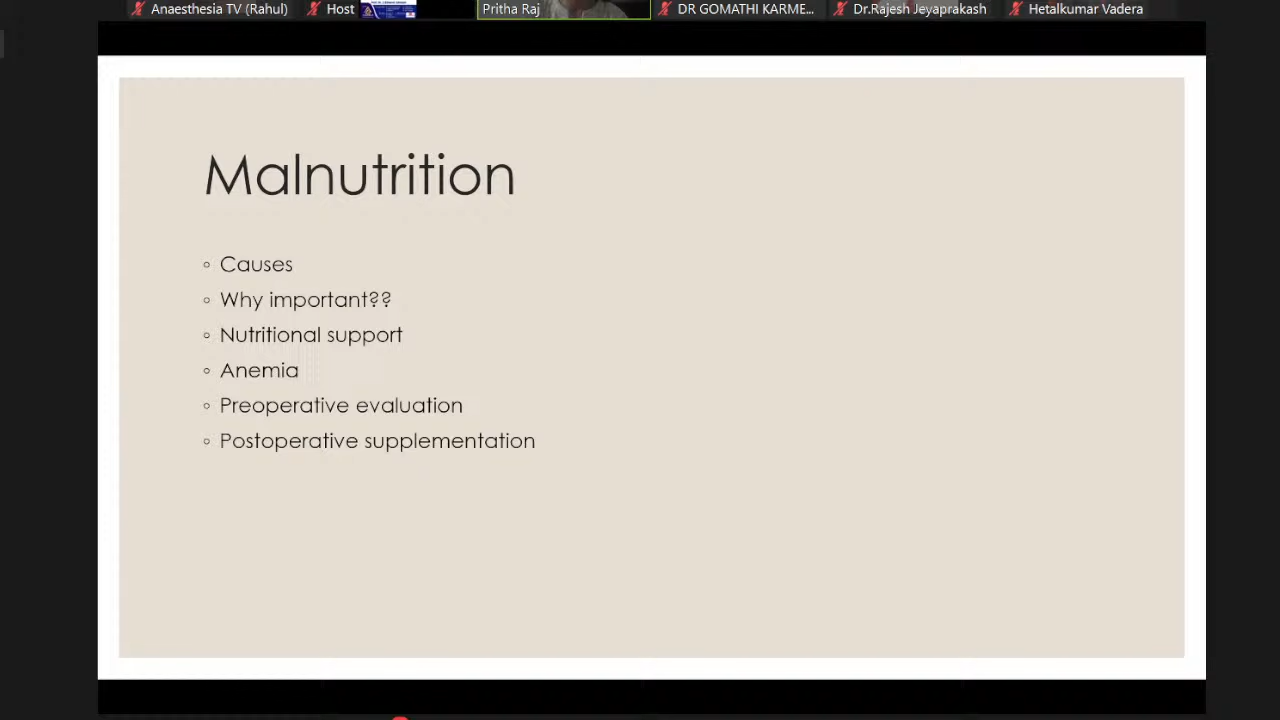 Anaesthesia TV (Rahul)
Host
Pritha Raj
DR GOMATHI KARME...
Dr.Rajesh Jeyaprakash
Hetalkumar Vadera
Malnutrition
Causes
Why important??
Nutritional support
Anemia
Preoperative evaluation
Postoperative supplementation